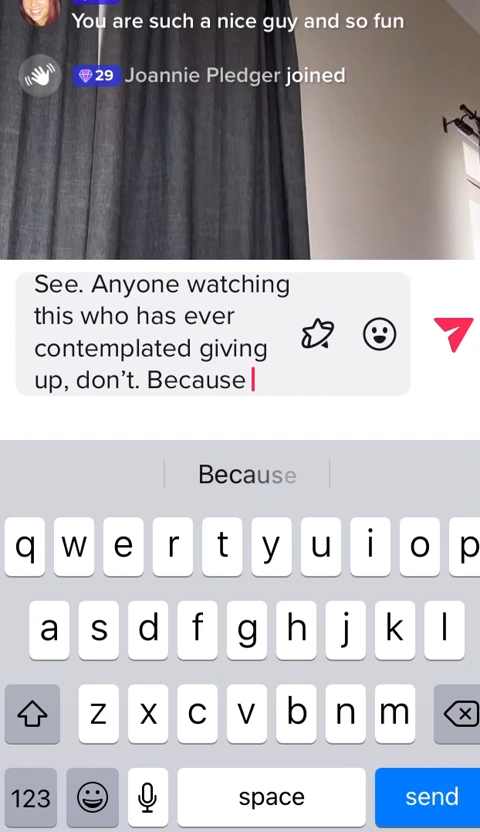 You are such a nice guy and so fun
29 Joannie Pledger joined
See. Anyone watching
this who has ever
contemplated giving
up, don't. Because
Because
q w e r t y u i o p
a s d f g h j k l
z x c v b n m
123 space send